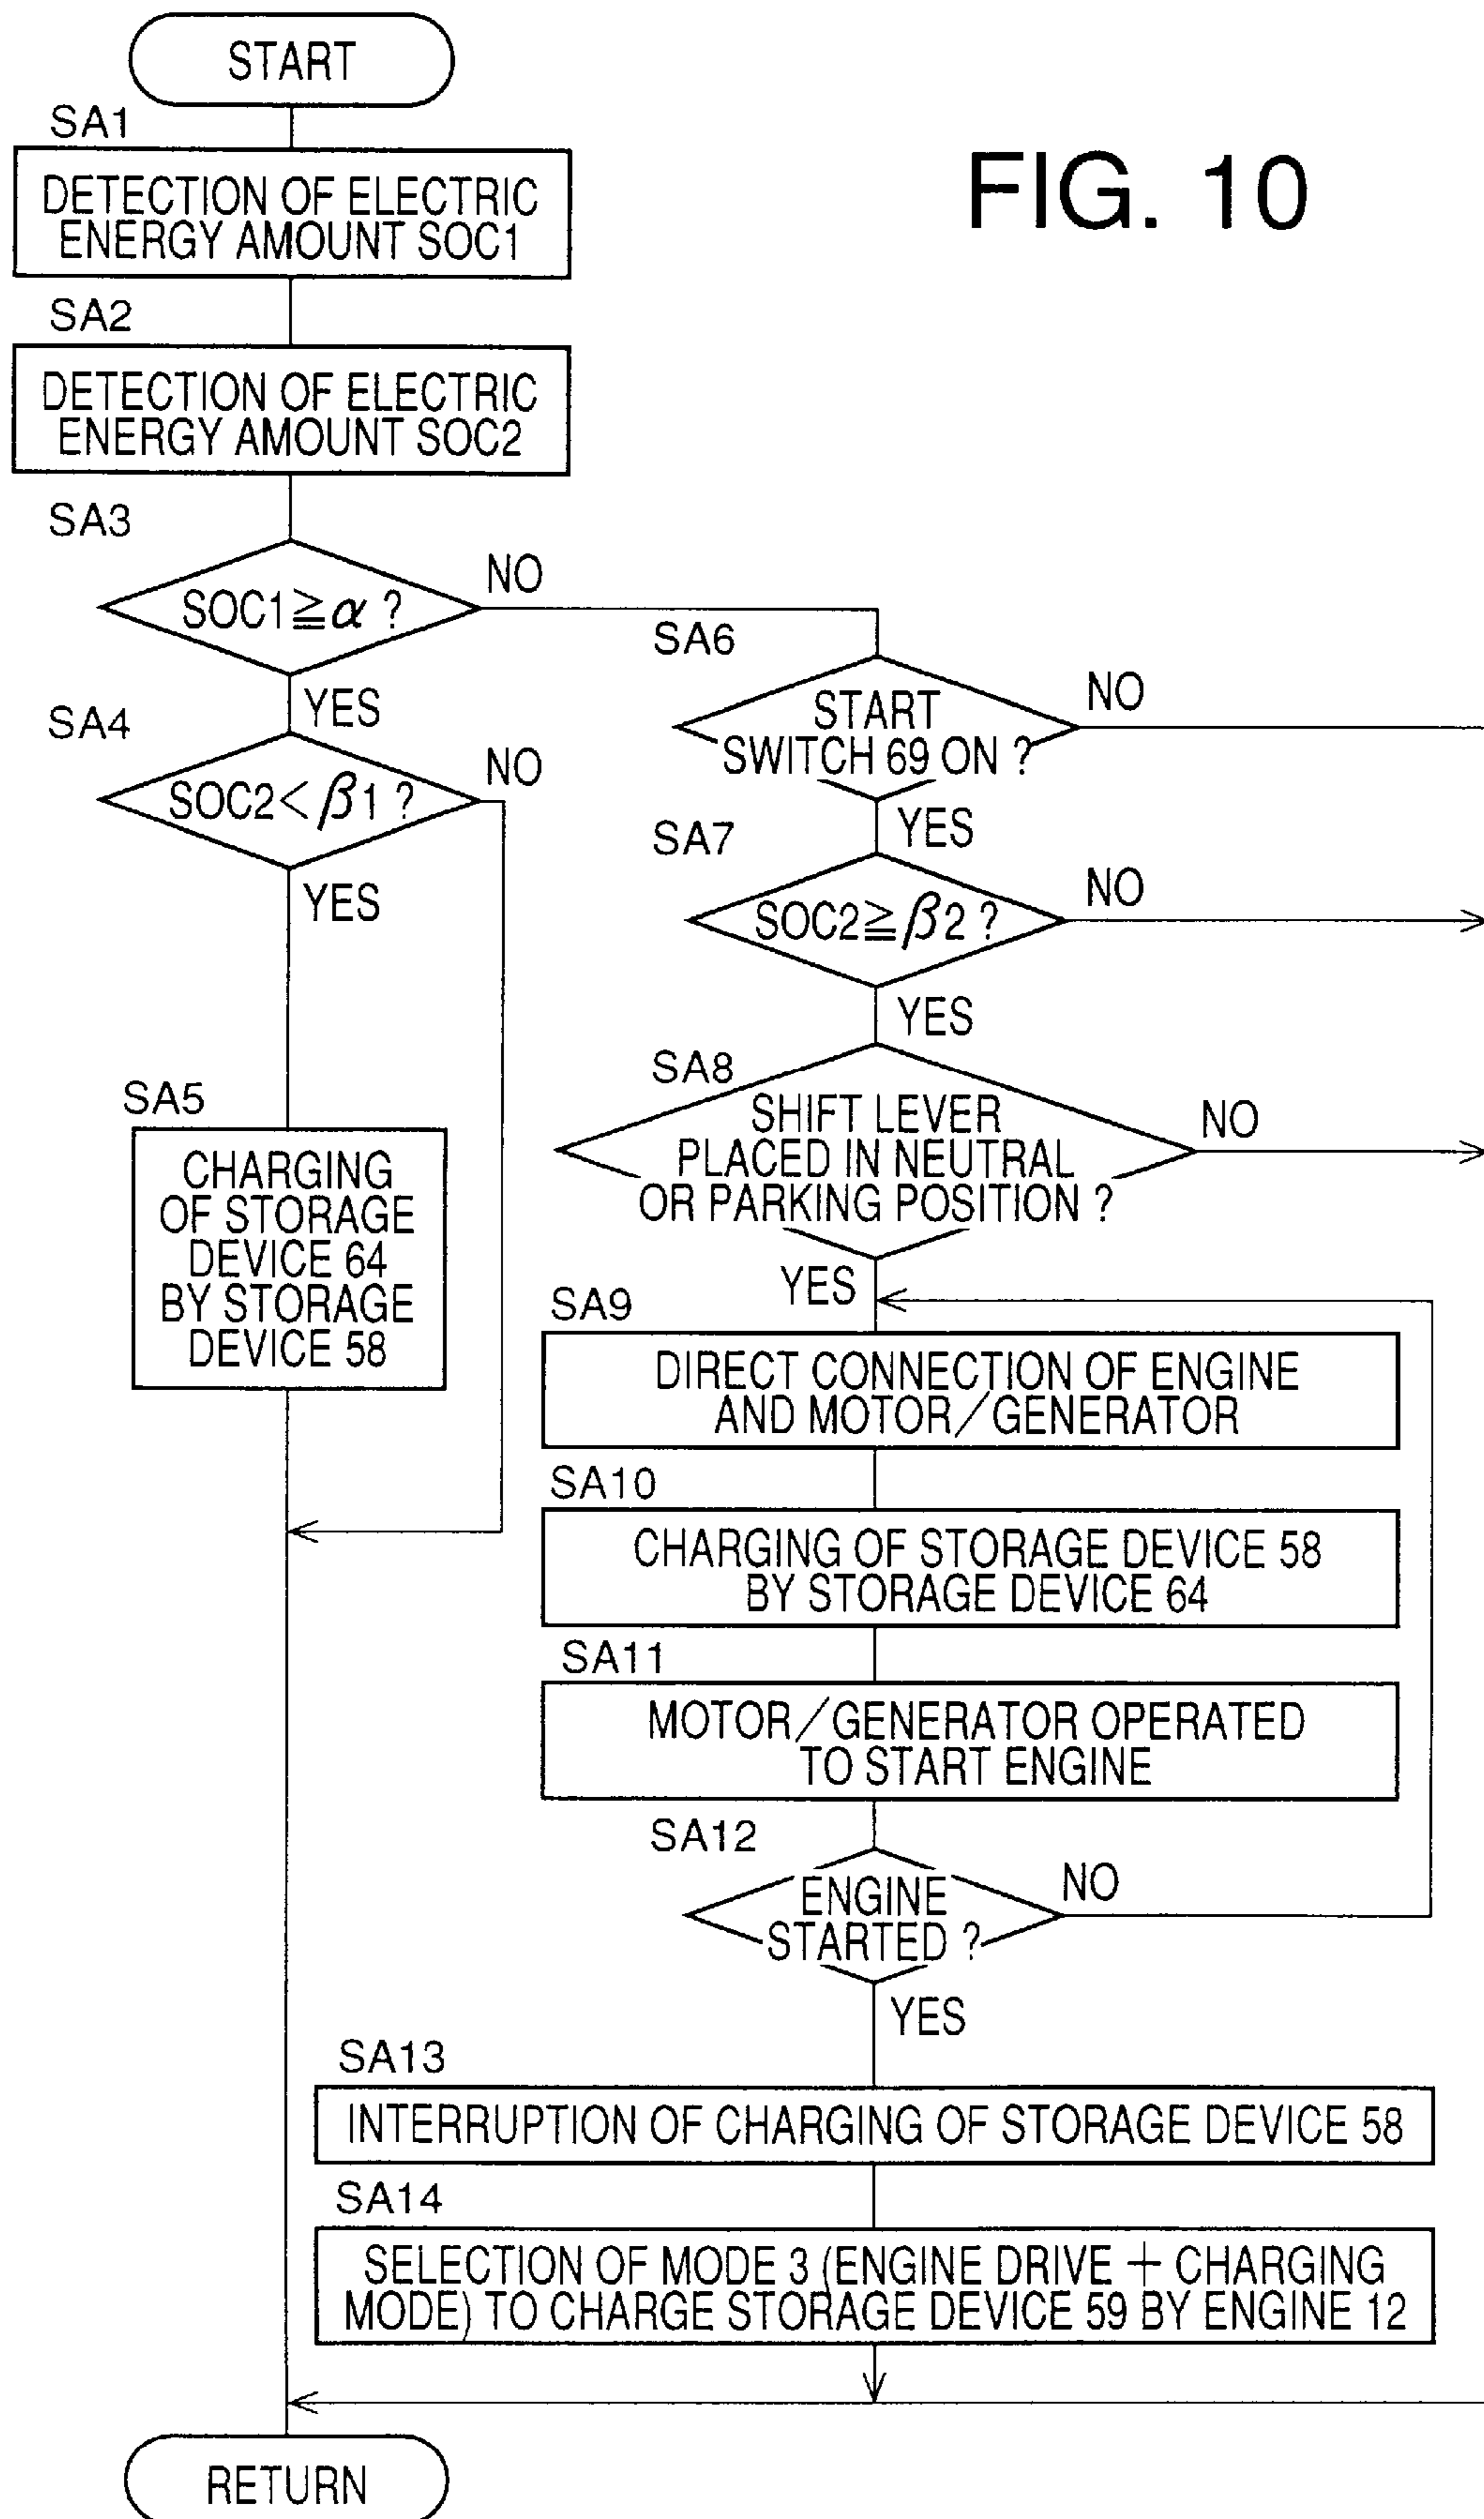 START
FIG. 10
SA1
DETECTION OF ELECTRIC
ENERGY AMOUNT SOC1
SA2
DETECTION OF ELECTRIC
ENERGY AMOUNT SOC2
SA3
SOC1≧α ?
NO
YES
SA4
SOC2<β1 ?
NO
YES
SA5
CHARGING
OF STORAGE
DEVICE 64
BY STORAGE
DEVICE 58
SA6
START
SWITCH 69 ON ?
NO
YES
SA7
SOC2≧β2 ?
NO
YES
SA8
SHIFT LEVER
PLACED IN NEUTRAL
OR PARKING POSITION ?
NO
YES
SA9
DIRECT CONNECTION OF ENGINE
AND MOTOR/GENERATOR
SA10
CHARGING OF STORAGE DEVICE 58
BY STORAGE DEVICE 64
SA11
MOTOR/GENERATOR OPERATED
TO START ENGINE
SA12
ENGINE
STARTED ?
NO
YES
SA13
INTERRUPTION OF CHARGING OF STORAGE DEVICE 58
SA14
SELECTION OF MODE 3 (ENGINE DRIVE + CHARGING
MODE) TO CHARGE STORAGE DEVICE 59 BY ENGINE 12
RETURN